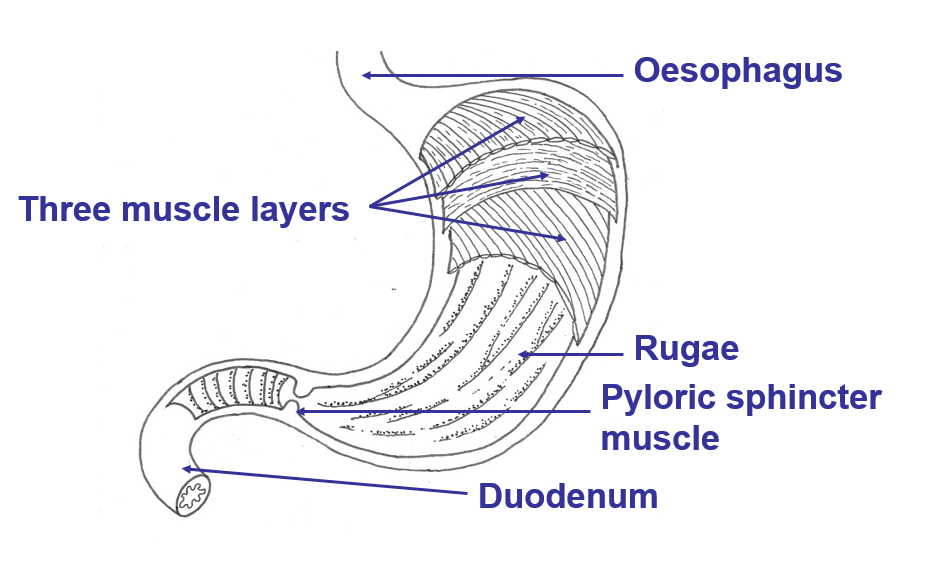 Oesophagus
Three muscle layers
Rugae
Pyloric sphincter
muscle
Duodenum